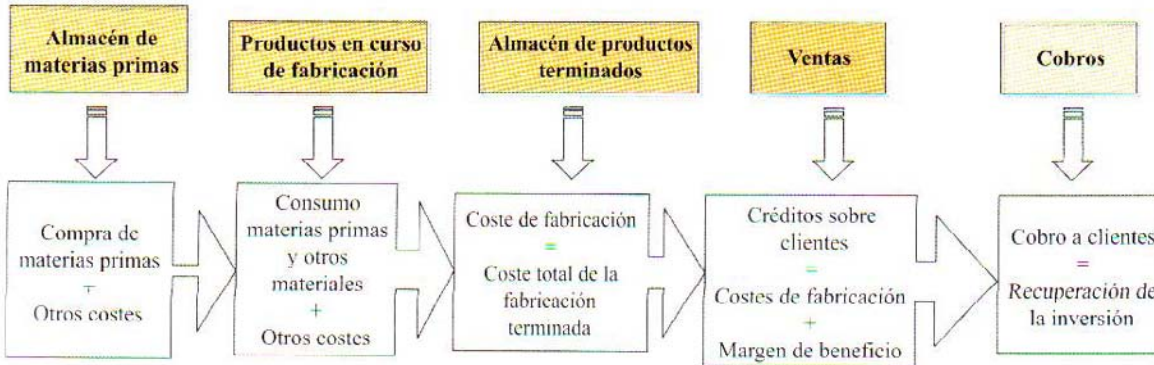 Almacén de
materias primas
Productos en curso
de fabricación
Almacén de productos
terminados
Ventas
Cobros
Compra de
materias primas
+
Otros costes
Consumo
materias primas
y otros
materiales
+
Otros costes
Coste de fabricación
=
Coste total de la
fabricación
terminada
Créditos sobre
clientes
=
Costes de fabricación
+
Margen de beneficio
Cobro a clientes
=
Recuperación de
la inversión